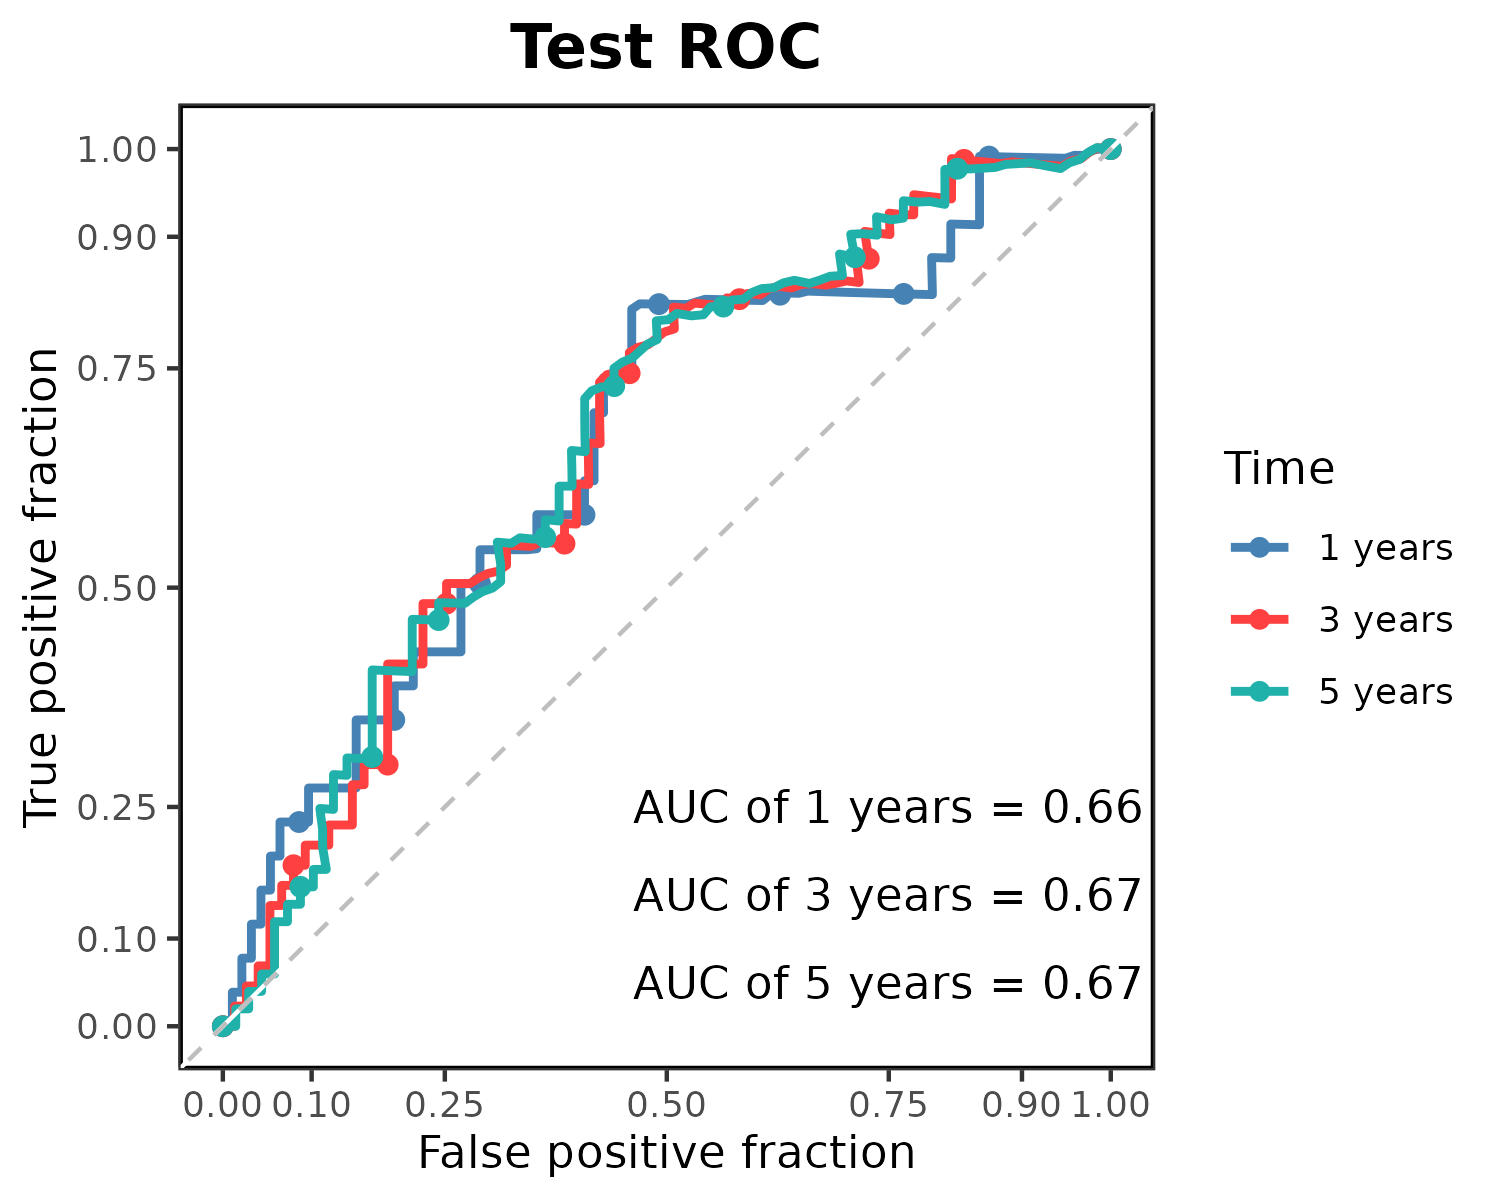 Test ROC
True positive fraction
1.00
0.90
0.75
0.50
0.25
0.10
0.00
AUC of 1 years = 0.66
AUC of 3 years = 0.67
AUC of 5 years = 0.67
0.00 0.10 0.25 0.50 0.75 0.90 1.00
False positive fraction
Time
1 years
3 years
5 years